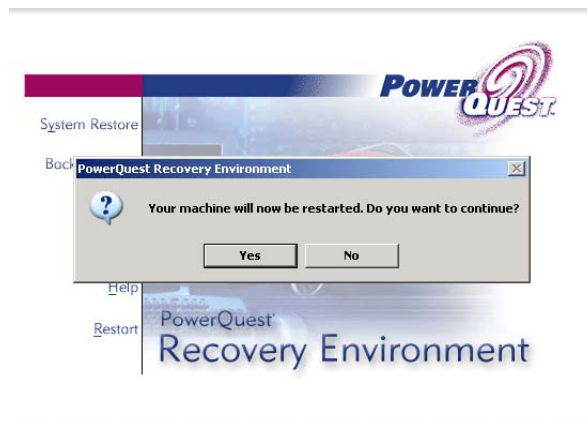 POWERQUEST.
System Restore
Back
PowerQuest Recovery Environment
Your machine will now be restarted. Do you want to continue?
Yes
No
Help
Restart
PowerQuest
Recovery Environment